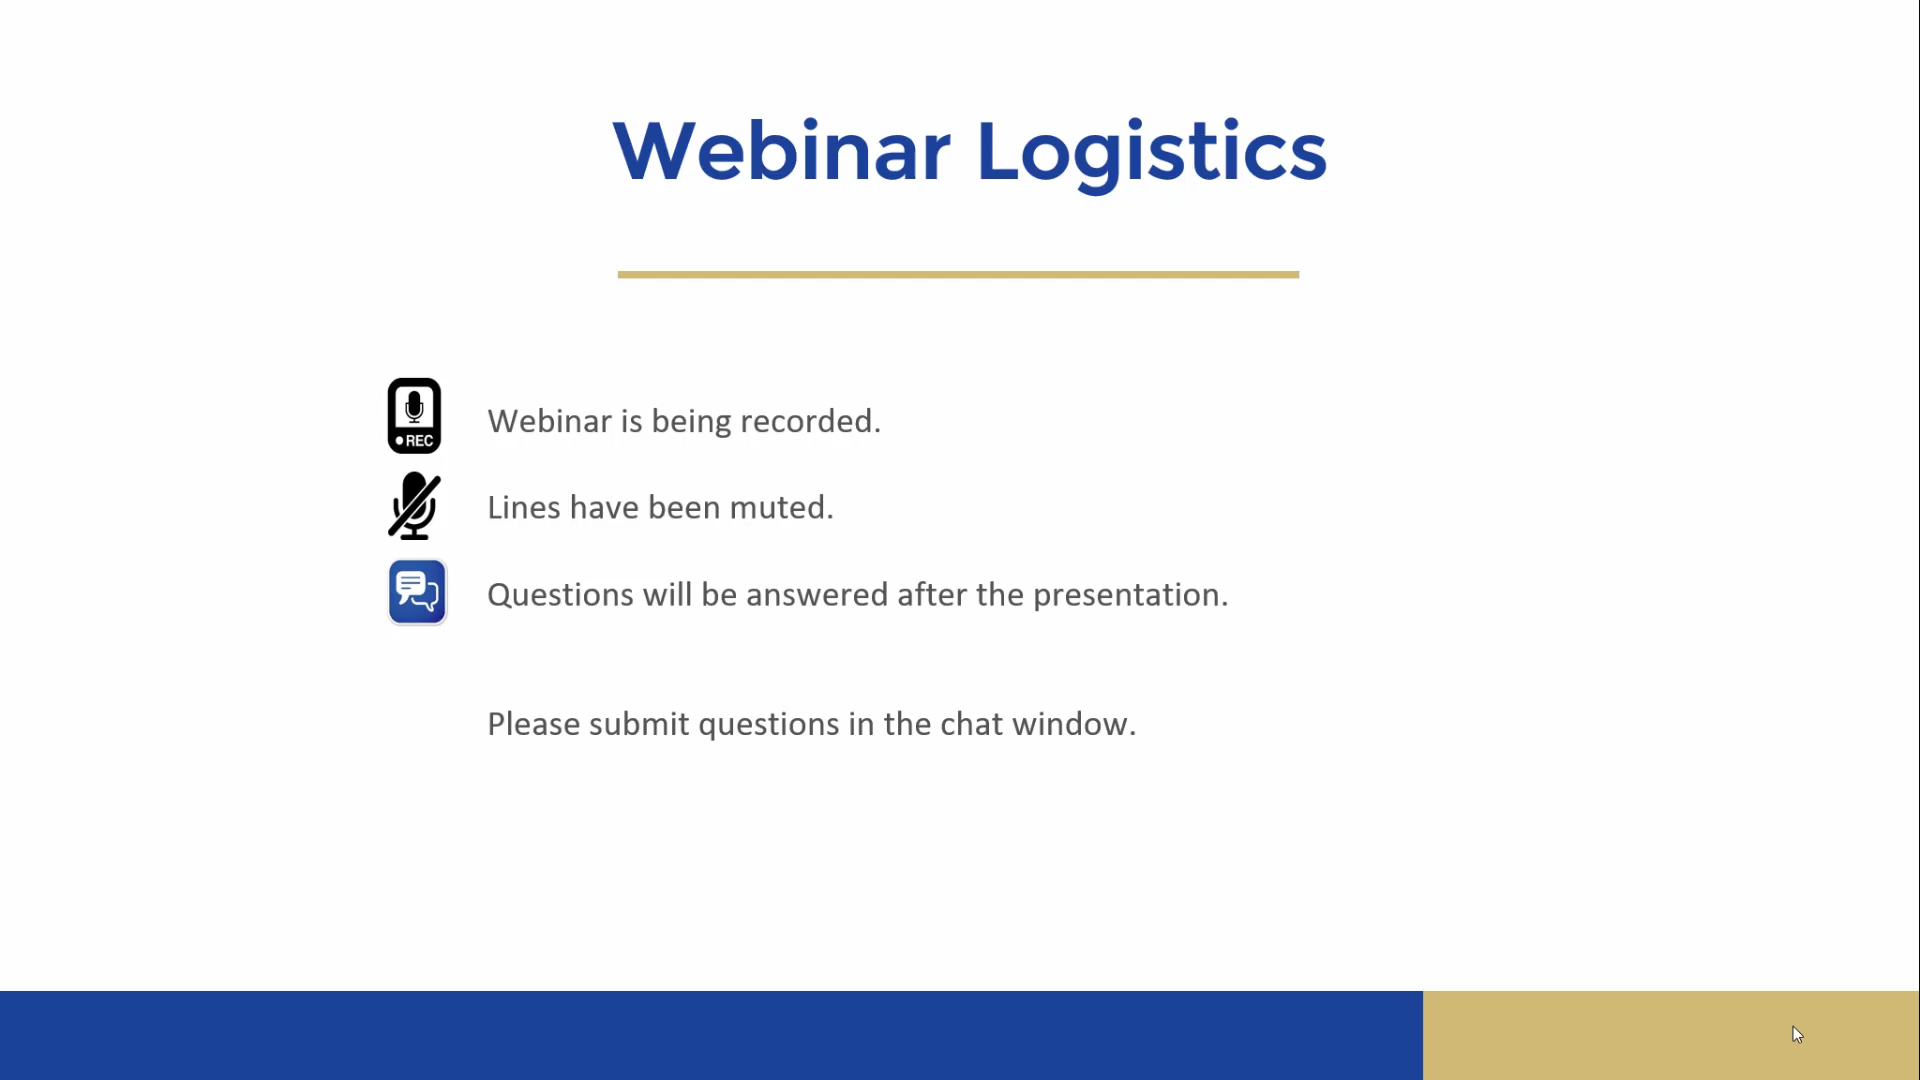 Webinar Logistics
REC
Webinar is being recorded.
Lines have been muted.
Questions will be answered after the presentation.
Please submit questions in the chat window.